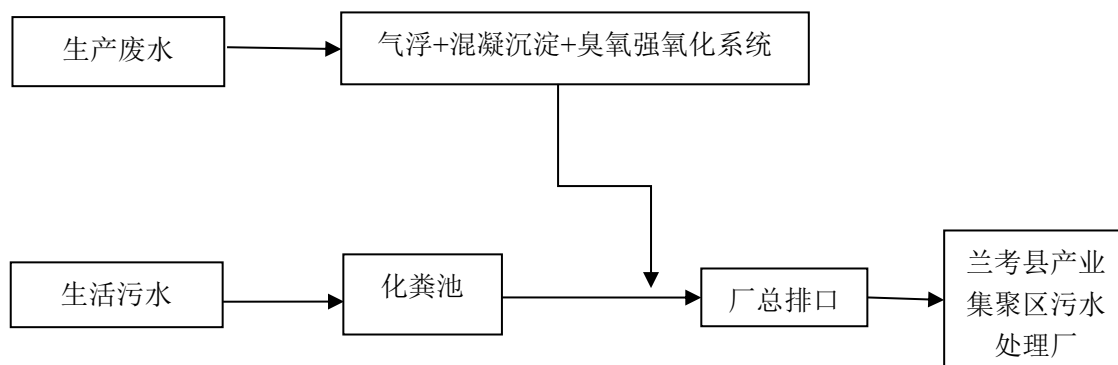 生产废水
气浮+混凝沉淀+臭氧强氧化系统
生活污水
化粪池
厂总排口
兰考县产业
集聚区污水
处理厂